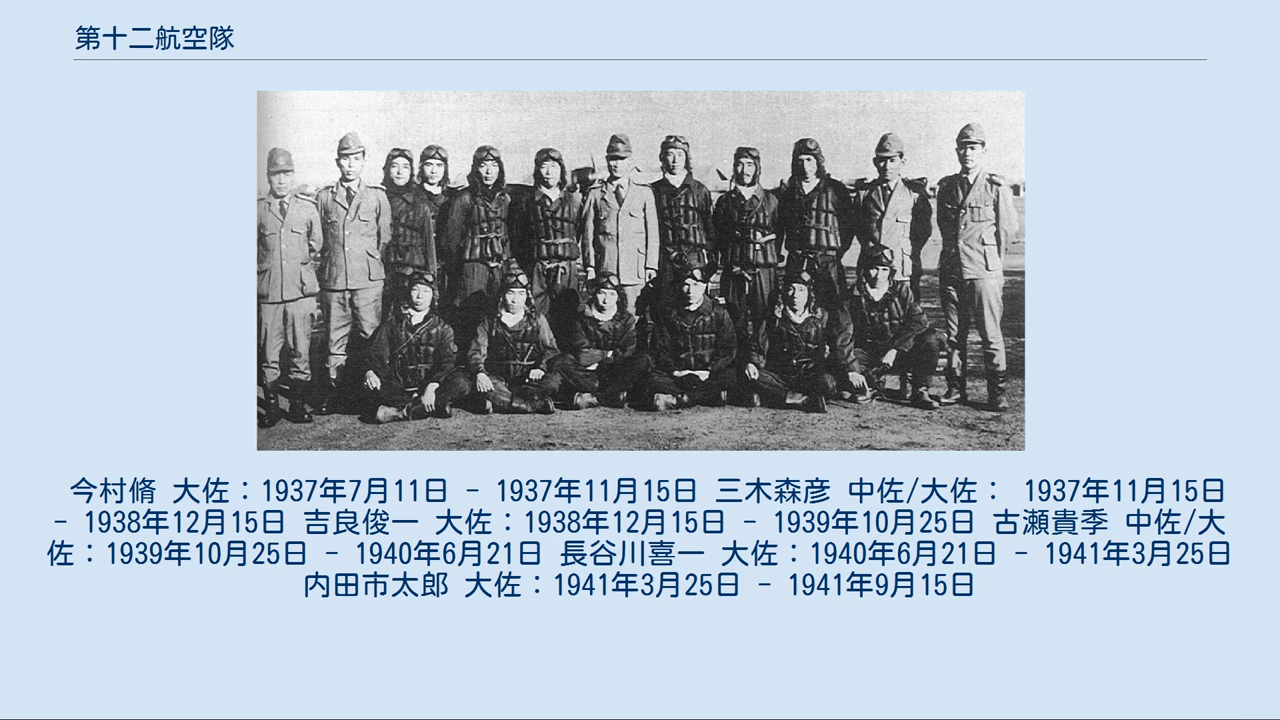 第十二航空隊
今村脩 大佐：1937年7月11日 - 1937年11月15日 三木森彦 中佐/大佐： 1937年11月15日
- 1938年12月15日 吉良俊一 大佐：1938年12月15日 - 1939年10月25日 古瀬貴季 中佐/大
佐：1939年10月25日 - 1940年6月21日 長谷川喜一 大佐：1940年6月21日 - 1941年3月25日
内田市太郎 大佐：1941年3月25日 - 1941年9月15日